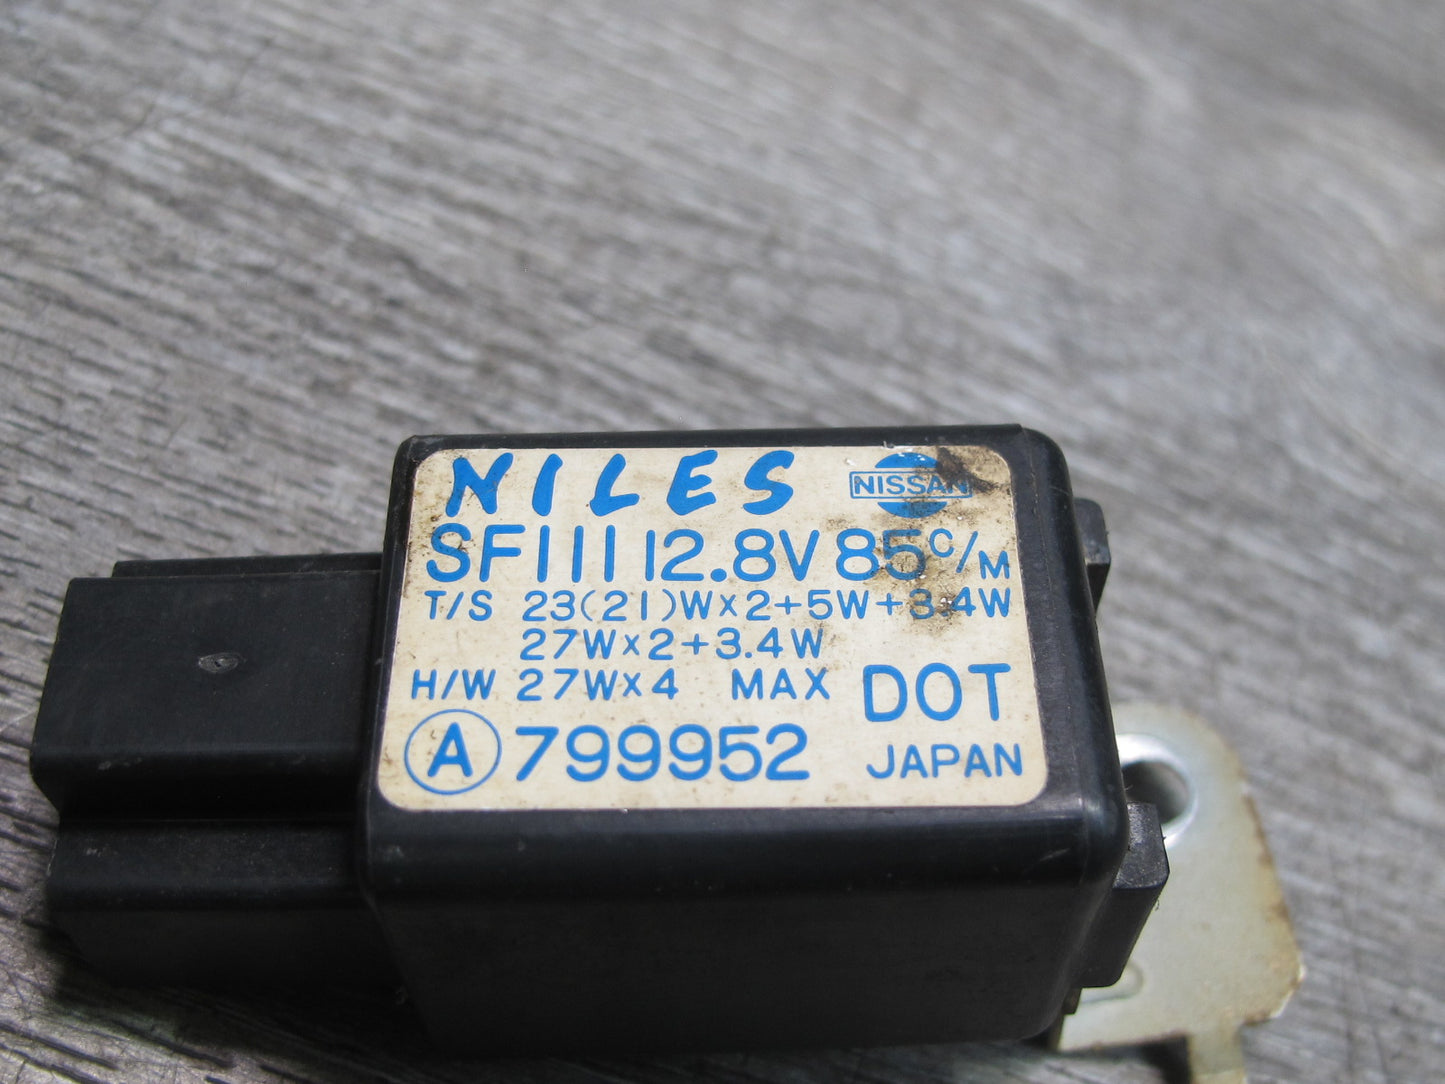 NILES NISSAN
SF111 12.8V 85C/M
T/S 23(21)W×2+5W+3.4W
27W×2+3.4W
H/W 27W×4 MAX DOT
A 799952 JAPAN